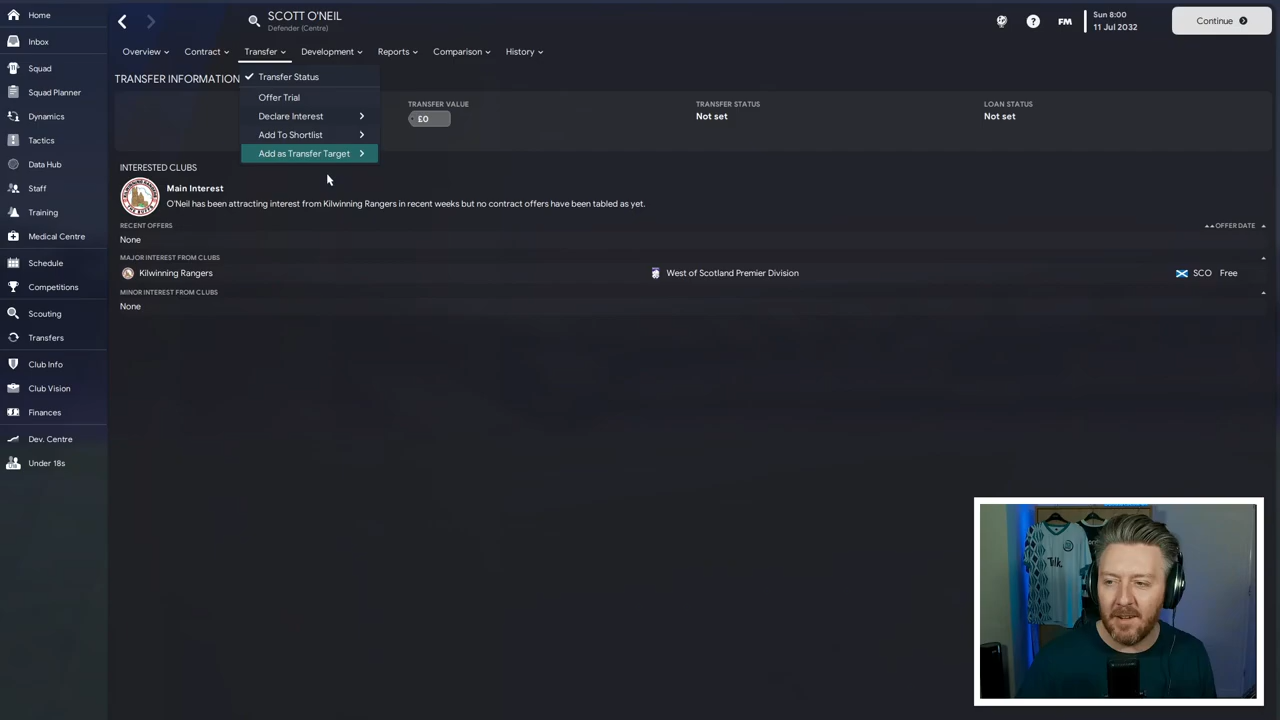 Home
Inbox
Squad
Squad Planner
Dynamics
Tactics
Data Hub
Staff
Training
Medical Centre
Schedule
Competitions
Scouting
Transfers
Club Info
Club Vision
Finances
Dev. Centre
Under 18s
SCOTT O'NEIL
Defender (Centre)
FM
Sun 8:00
11 Jul 2032
Continue
Overview Contract Transfer Development Reports Comparison History
TRANSFER INFORMATION
Transfer Status
Offer Trial
Declare Interest
Add To Shortlist
Add as Transfer Target
TRANSFER VALUE
£0
TRANSFER STATUS
Not set
LOAN STATUS
Not set
INTERESTED CLUBS
Main Interest
O'Neil has been attracting interest from Kilwinning Rangers in recent weeks but no contract offers have been tabled as yet.
RECENT OFFERS OFFER DATE
None
MAJOR INTEREST FROM CLUBS
Kilwinning Rangers West of Scotland Premier Division SCO Free
MINOR INTEREST FROM CLUBS
None
Tilk.